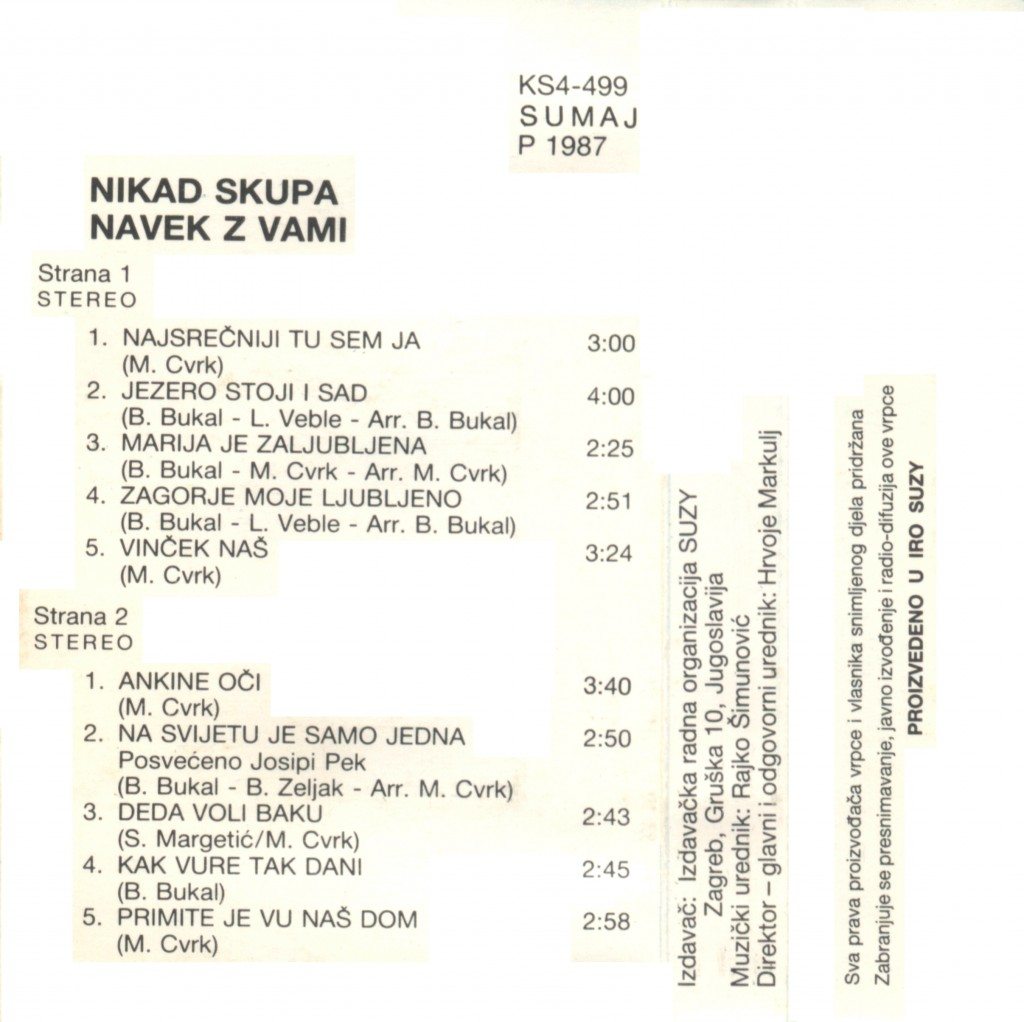 KS4-499
SUMAJ
P 1987
NIKAD SKUPA
NAVEK Z VAMI
Strana 1
STEREO
1. NAJSREČNIJI TU SEM JA 3:00
(M. Cvrk)
2. JEZERO STOJI I SAD 4:00
(B. Bukal - L. Veble - Arr. B. Bukal)
3. MARIJA JE ZALJUBLJENA 2:25
(B. Bukal - M. Cvrk - Arr. M. Cvrk)
4. ZAGORJE MOJE LJUBLJENO 2:51
(B. Bukal - L. Veble - Arr. B. Bukal)
5. VINČEK NAŠ 3:24
(M. Cvrk)
Strana 2
STEREO
1. ANKINE OČI 3:40
(M. Cvrk)
2. NA SVIJETU JE SAMO JEDNA 2:50
Posvećeno Josipi Pek
(B. Bukal - B. Zeljak - Arr. M. Cvrk)
3. DEDA VOLI BAKU 2:43
(S. Margetić/M. Cvrk)
4. KAK VURE TAK DANI 2:45
(B. Bukal)
5. PRIMITE JE VU NAŠ DOM 2:58
(M. Cvrk)
Izdavač: Izdavačka radna organizacija SUZY
Zagreb, Gruška 10, Jugoslavija
Muzički urednik: Rajko Šimunović
Direktor – glavni i odgovorni urednik: Hrvoje Markulj
Sva prava proizvođača vrpce i vlasnika snimljenog djela pridržana
Zabranjuje se presnimavanje, javno izvođenje i radio-difuzija ove vrpce
PROIZVEDENO U IRO SUZY